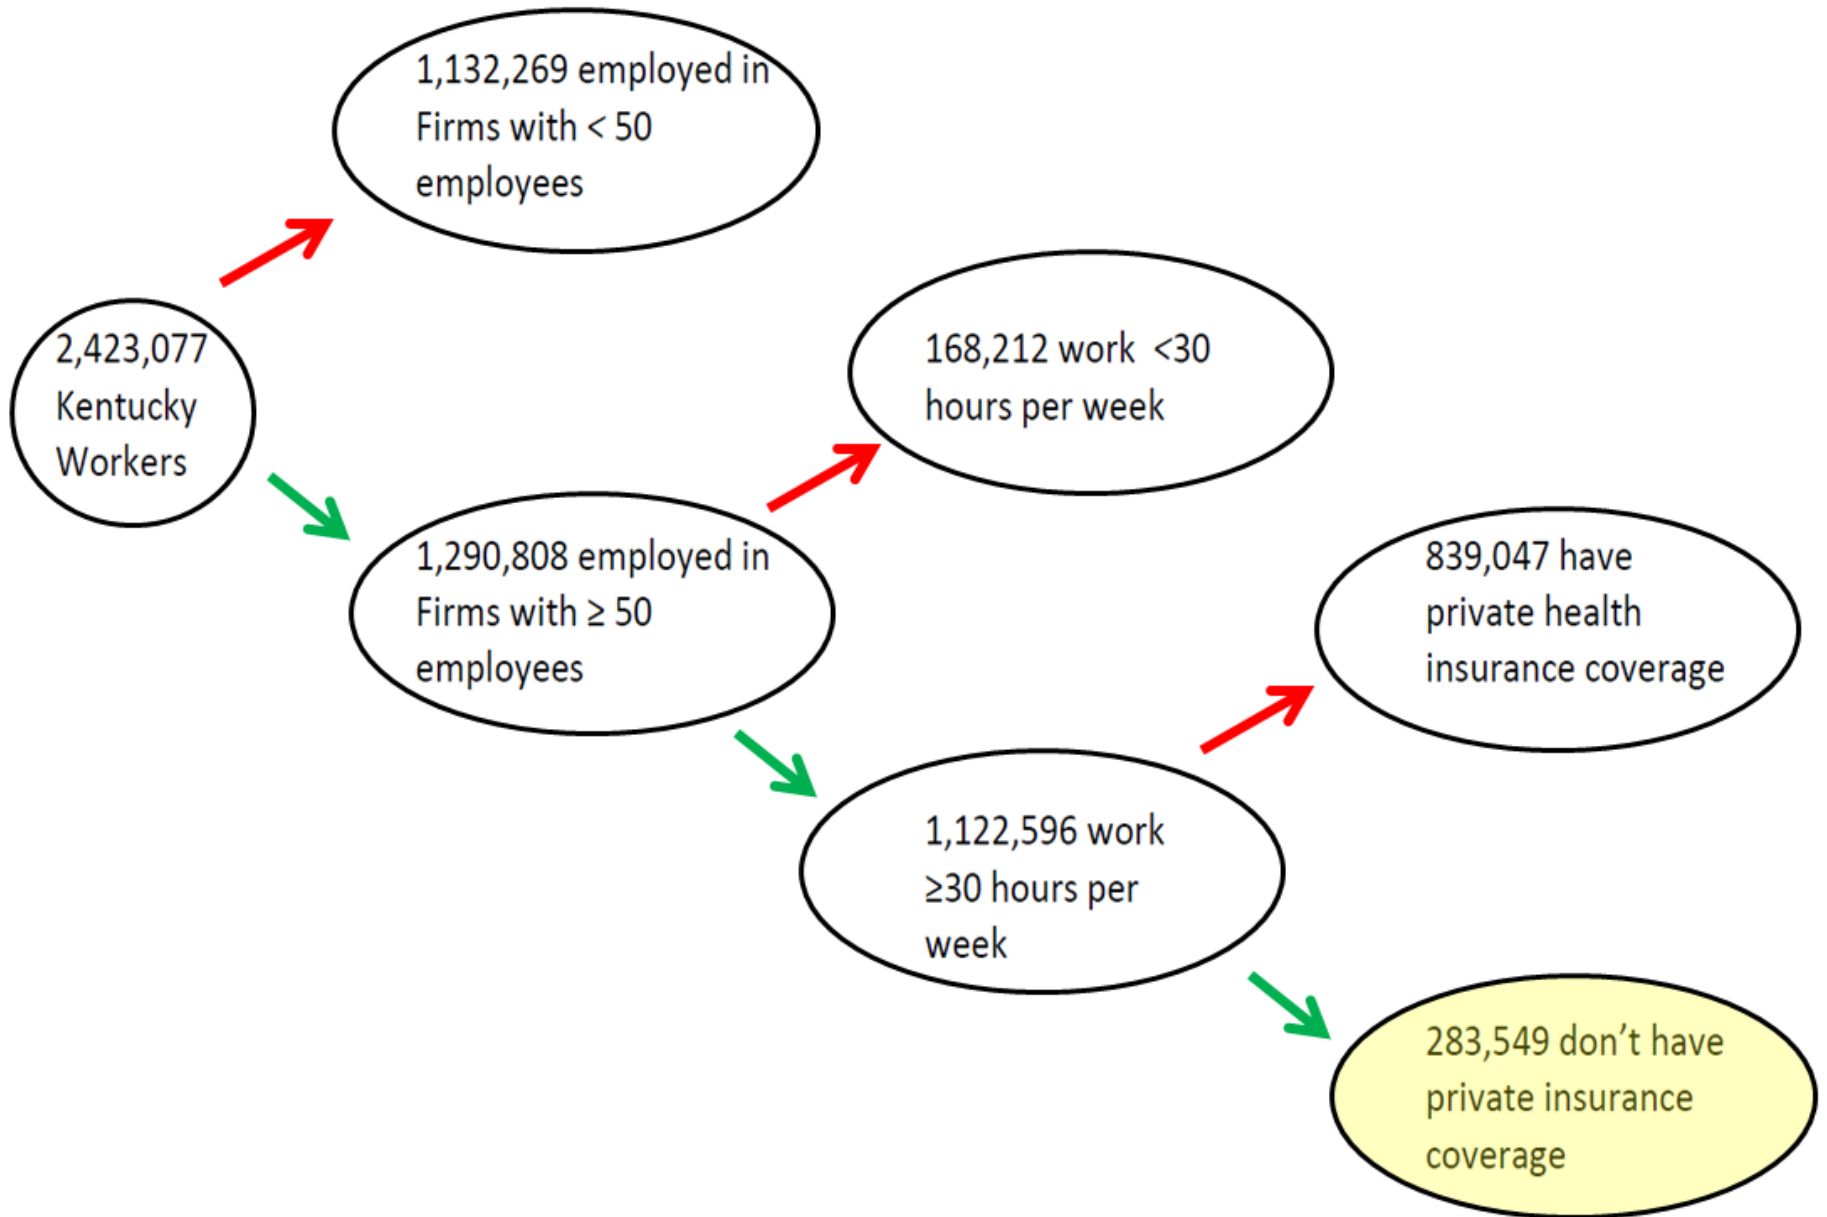 1,132,269 employed in
Firms with < 50
employees
2,423,077
Kentucky
Workers
168,212 work <30
hours per week
1,290,808 employed in
Firms with ≥ 50
employees
839,047 have
private health
insurance coverage
1,122,596 work
≥30 hours per
week
283,549 don't have
private insurance
coverage